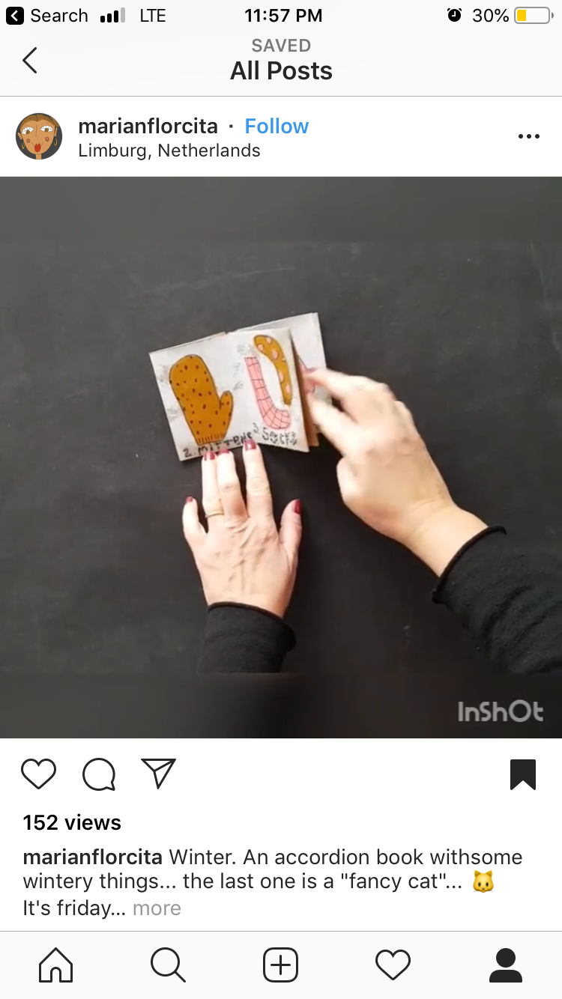 Search LTE 11:57 PM 30%
SAVED
All Posts
marianflorcita · Follow
Limburg, Netherlands
2. MITTENS
3. SOCKS
InShOt
152 views
marianflorcita Winter. An accordion book withsome
wintery things... the last one is a "fancy cat"... 🐱
It's friday... more